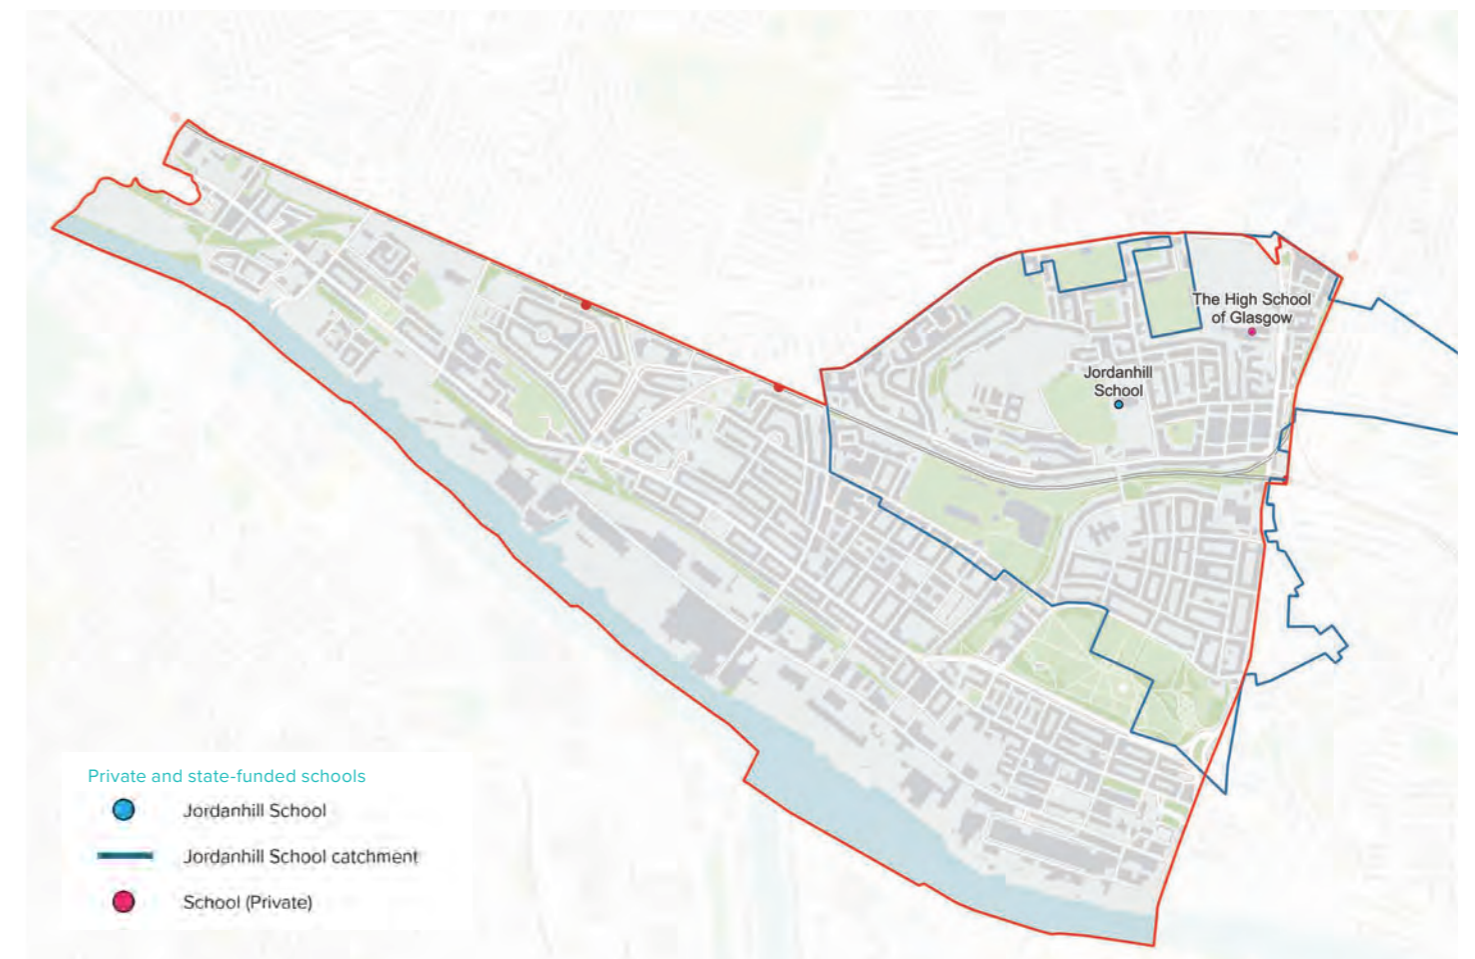 The High School
of Glasgow
Jordanhill
School
Private and state-funded schools
Jordanhill School
Jordanhill School catchment
School (Private)